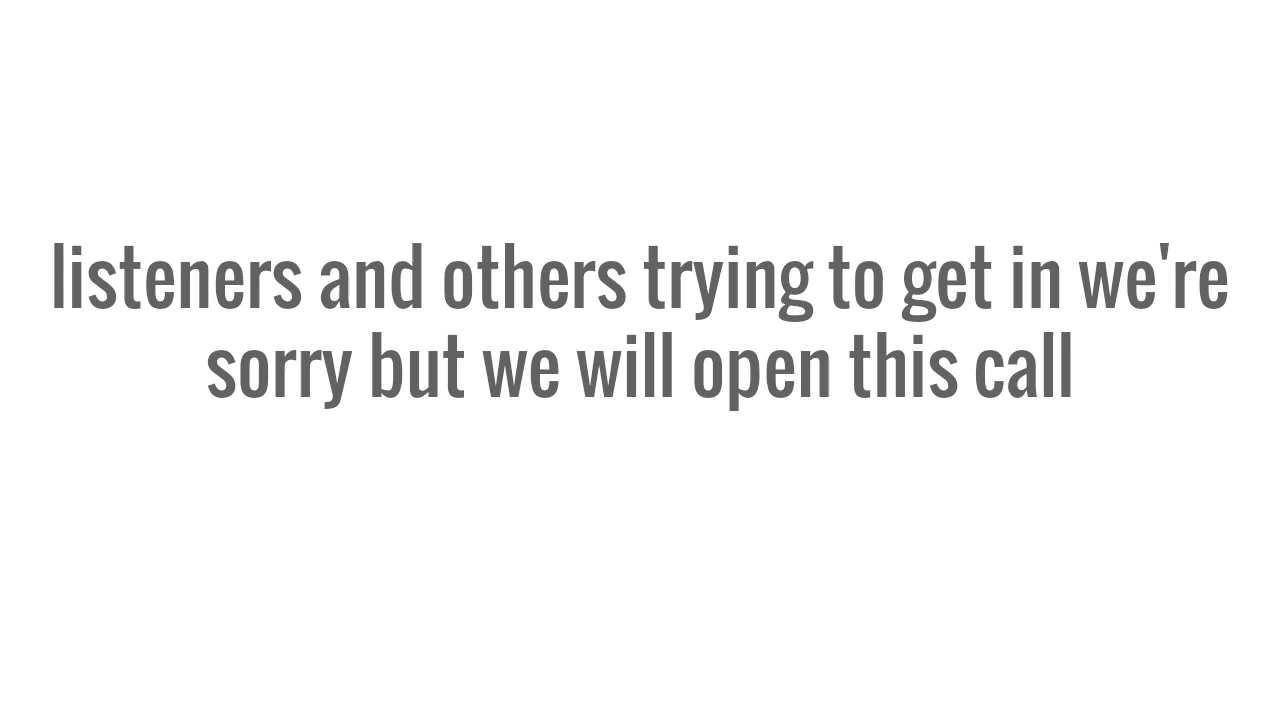 listeners and others trying to get in we're
sorry but we will open this call